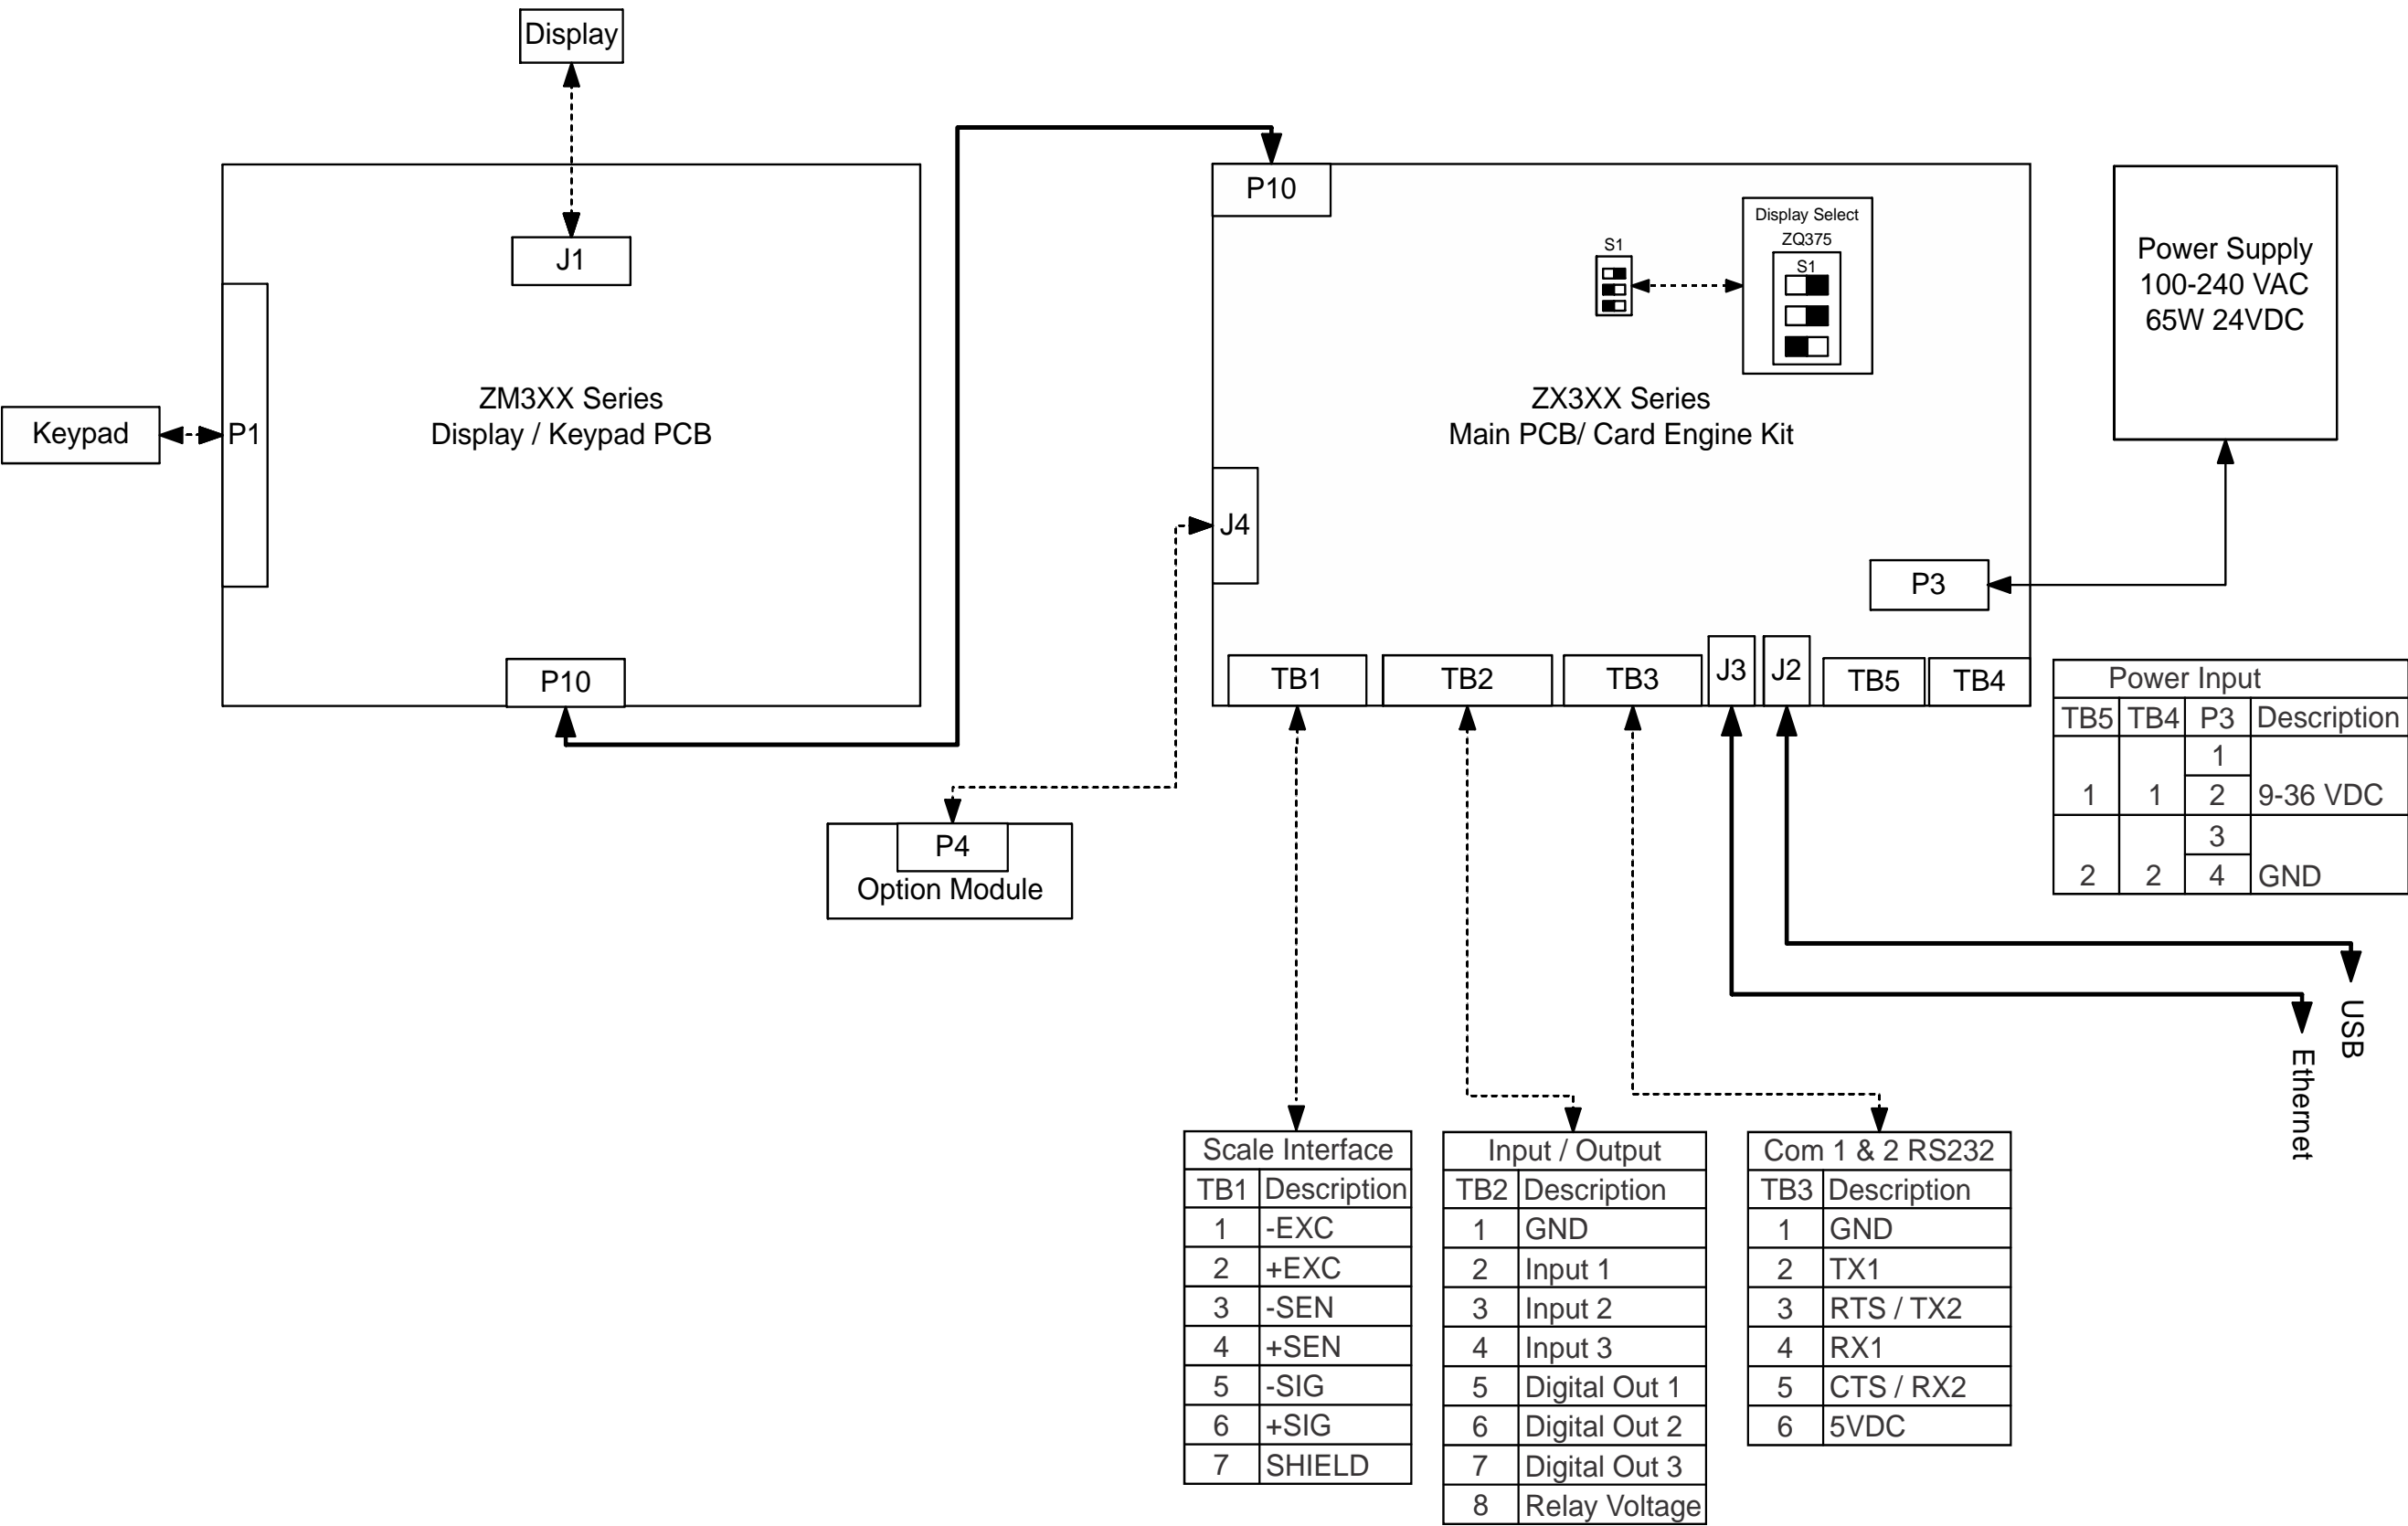 Display
P10
Display Select
ZQ375
S1
S1
J1
Power Supply
100-240 VAC
65W 24VDC
Keypad
P1
ZM3XX Series
Display / Keypad PCB
ZX3XX Series
Main PCB/ Card Engine Kit
J4
P3
P10
TB1
TB2
TB3
J3
J2
TB5
TB4
P4
Option Module
Power Input
TB5 TB4 P3 Description
1
1 1 2 9-36 VDC
3
2 2 4 GND
USB
Ethernet
Scale Interface
TB1 Description
1 -EXC
2 +EXC
3 -SEN
4 +SEN
5 -SIG
6 +SIG
7 SHIELD
Input / Output
TB2 Description
1 GND
2 Input 1
3 Input 2
4 Input 3
5 Digital Out 1
6 Digital Out 2
7 Digital Out 3
8 Relay Voltage
Com 1 & 2 RS232
TB3 Description
1 GND
2 TX1
3 RTS / TX2
4 RX1
5 CTS / RX2
6 5VDC